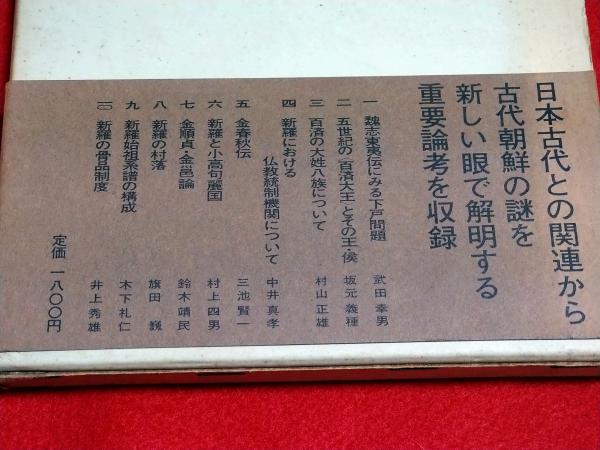 日本古代との関連から
古代朝鮮の謎を
新しい眼で解明する
重要論考を収録
一 魏志東夷伝にみる下戸問題 武田幸男
二 五世紀の〈百済大王〉とその王・侯 坂元義種
三 百済の大姓八族について 村山正雄
四 新羅における
仏教統制機関について 中井真孝
五 金春秋伝 三池賢一
六 新羅と小高句麗国 村上四男
七 金順貞・金邕論 鈴木靖民
八 新羅の村落 旗田巍
九 新羅始祖系譜の構成 木下礼仁
一〇 新羅の骨品制度 井上秀雄
定価 一八〇〇円